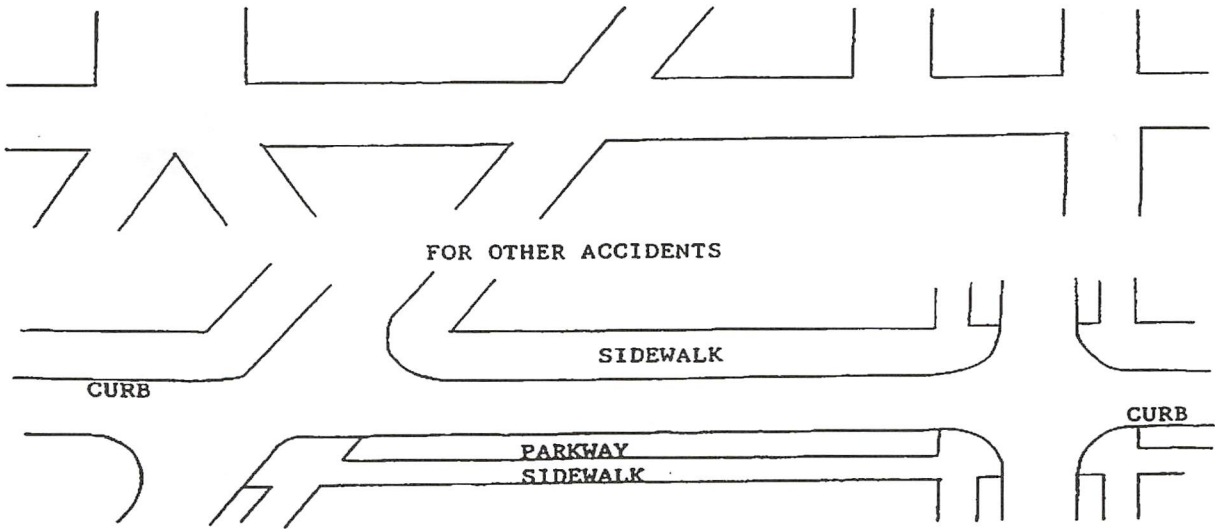 FOR OTHER ACCIDENTS
SIDEWALK
CURB
CURB
PARKWAY
SIDEWALK